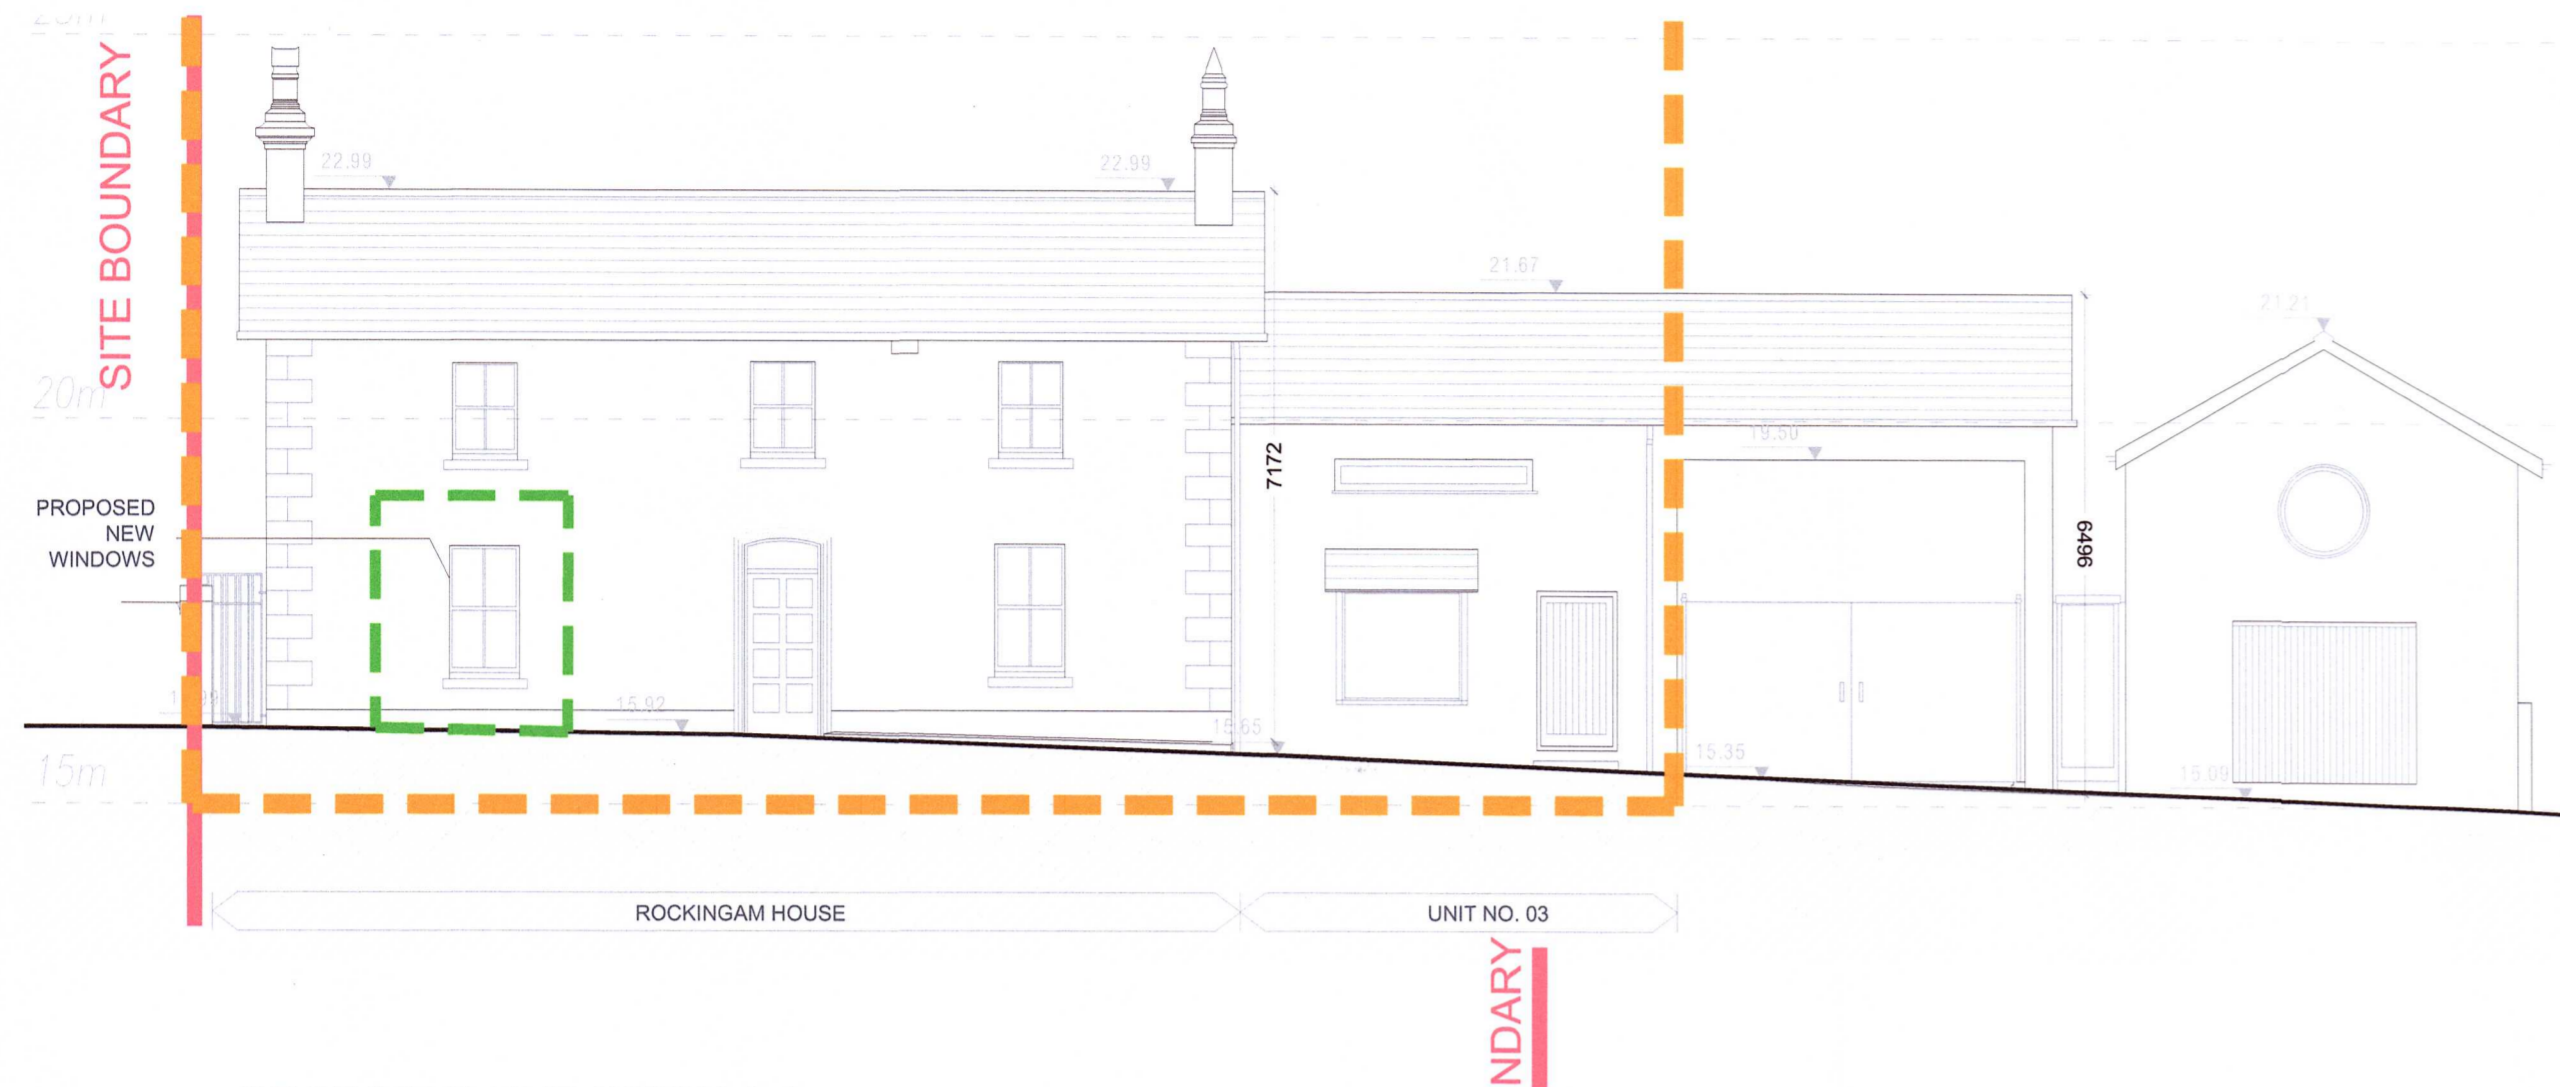 SITE BOUNDARY
22.99
22.99
21.67
21.21
20m
19.50
7172
6496
PROPOSED
NEW
WINDOWS
15.92
15.65
15.35
15.09
15m
ROCKINGAM HOUSE
UNIT NO. 03
NDARY